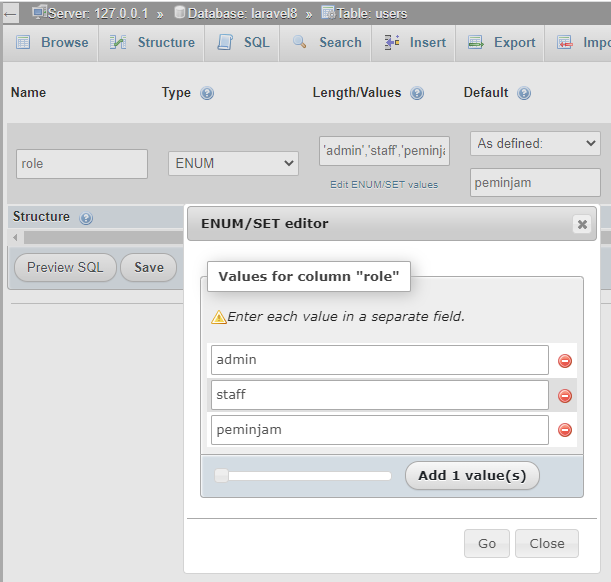 Server: 127.0.0.1 » Database: laravel8 » Table: users
Browse Structure SQL Search Insert Export Impo
Name Type Length/Values Default
role ENUM 'admin','staff','peminja As defined:
Edit ENUM/SET values peminjam
Structure
Preview SQL Save
ENUM/SET editor
Values for column "role"
Enter each value in a separate field.
admin
staff
peminjam
Add 1 value(s)
Go Close